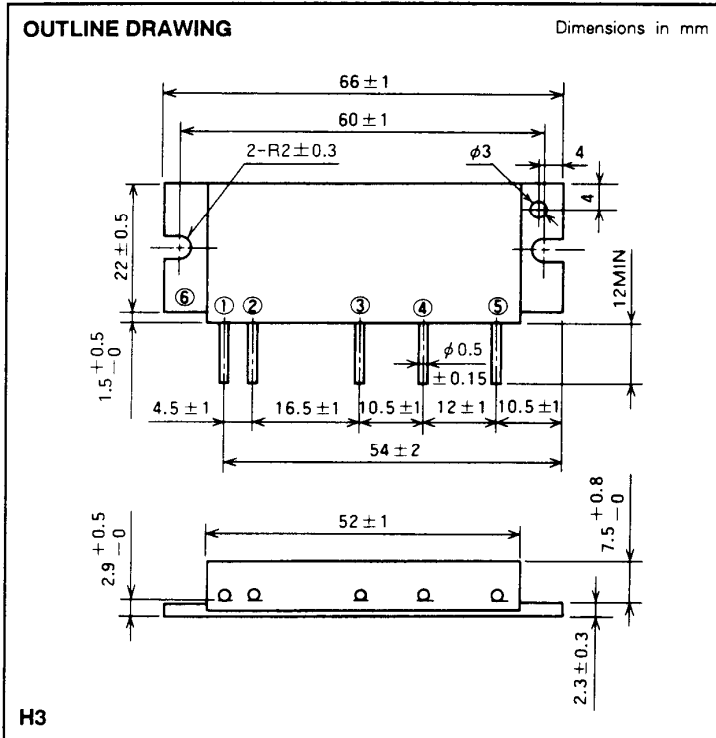 OUTLINE DRAWING
Dimensions in mm
66±1
60±1
2-R2±0.3
φ3
4
4
22±0.5
12MIN
⑥
① ② ③ ④ ⑤
1.5 +0.5 −0
φ0.5
±0.15
4.5±1
16.5±1
10.5±1
12±1
10.5±1
54±2
52±1
2.9 +0.5 −0
7.5 +0.8 −0
2.3±0.3
H3